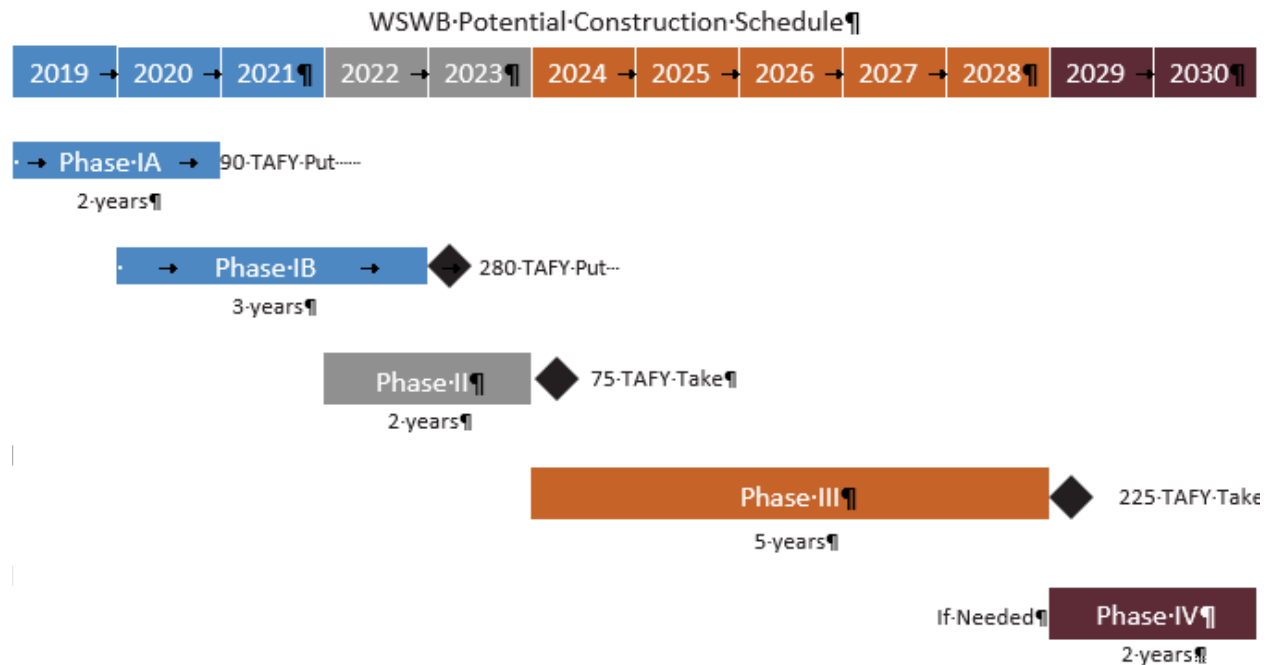 WSWB·Potential·Construction·Schedule¶
2019 → 2020 → 2021¶ 2022 → 2023¶ 2024 → 2025 → 2026 → 2027 → 2028¶ 2029 → 2030¶
· → Phase·IA → 90·TAFY·Put······
2·years¶
· → Phase·IB → → 280·TAFY·Put···
3·years¶
Phase·II¶ 75·TAFY·Take¶
2·years¶
Phase·III¶ 225·TAFY·Take
5·years¶
If·Needed¶ Phase·IV¶
2·years¶